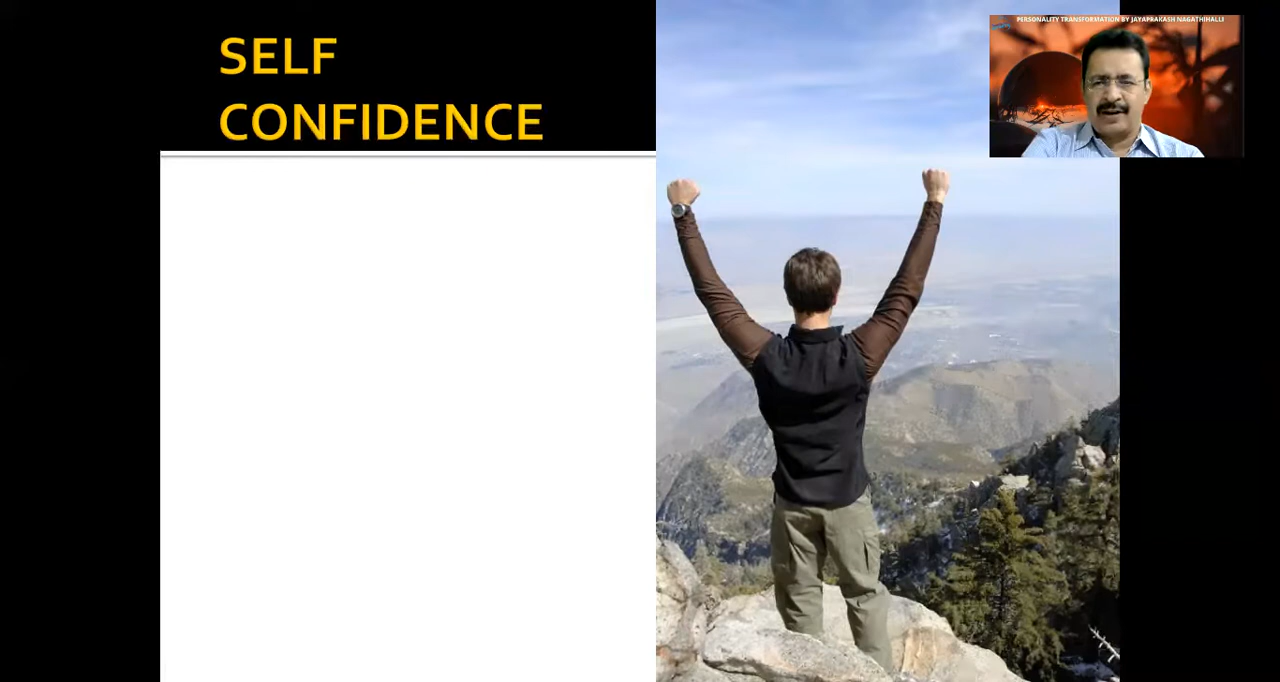 SELF
CONFIDENCE
PERSONALITY TRANSFORMATION BY JAYAPRAKASH NAGATHIHALLI